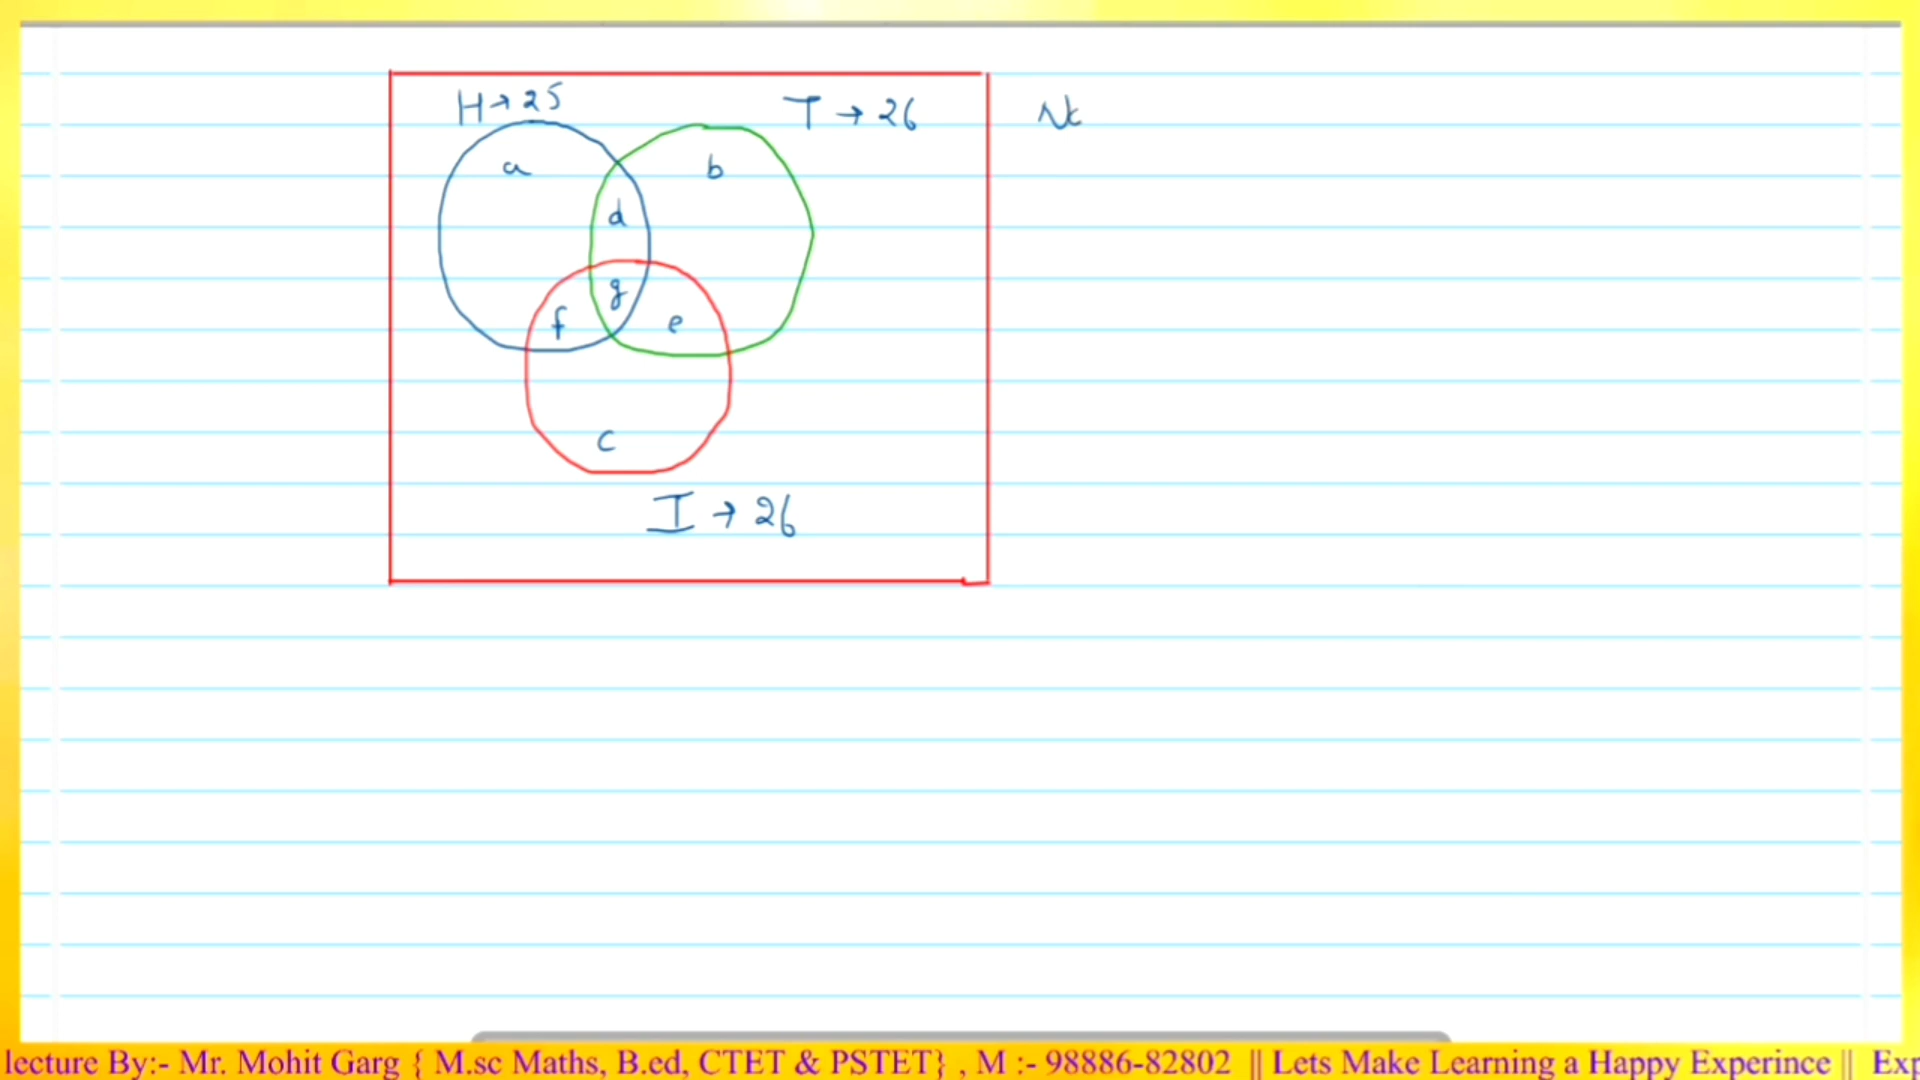 H → 25
T → 26
N
a
b
d
g
f
e
c
I → 26
lecture By:- Mr. Mohit Garg { M.sc Maths, B.ed, CTET & PSTET} , M :- 98886-82802 || Lets Make Learning a Happy Experince || Exp